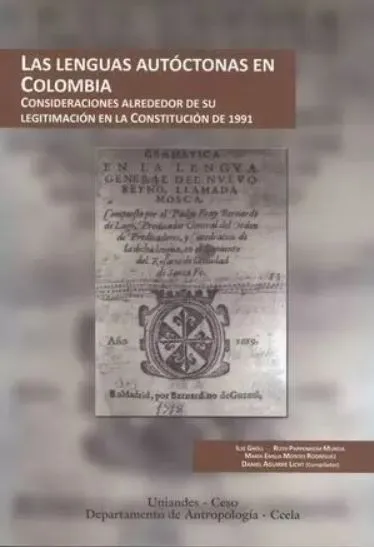 LAS LENGUAS AUTÓCTONAS EN
COLOMBIA
CONSIDERACIONES ALREDEDOR DE SU
LEGITIMACIÓN EN LA CONSTITUCIÓN DE 1991
GRAMATICA
EN LA LENGVA
GENERAL DEL NVEVO
REYNO, LLAMADA
MOSCA.
Compuesta por el Padre Fray Bernardo
de Lugo, Predicador General del Orden
de Predicadores, y Catedratico de
la dicha lengua, en el Convento
del Rosario de la Ciudad
de Santa Fe.
Año 1619.
En Madrid, por Bernardino de Guzmã,
ILSE GRÖLL RUTH PAPPENHEIM MURCIA
MARÍA EMILIA MONTES RODRÍGUEZ
DANIEL AGUIRRE LICHT (Compiladores)
Uniandes - Ceso
Departamento de Antropología - Ccela